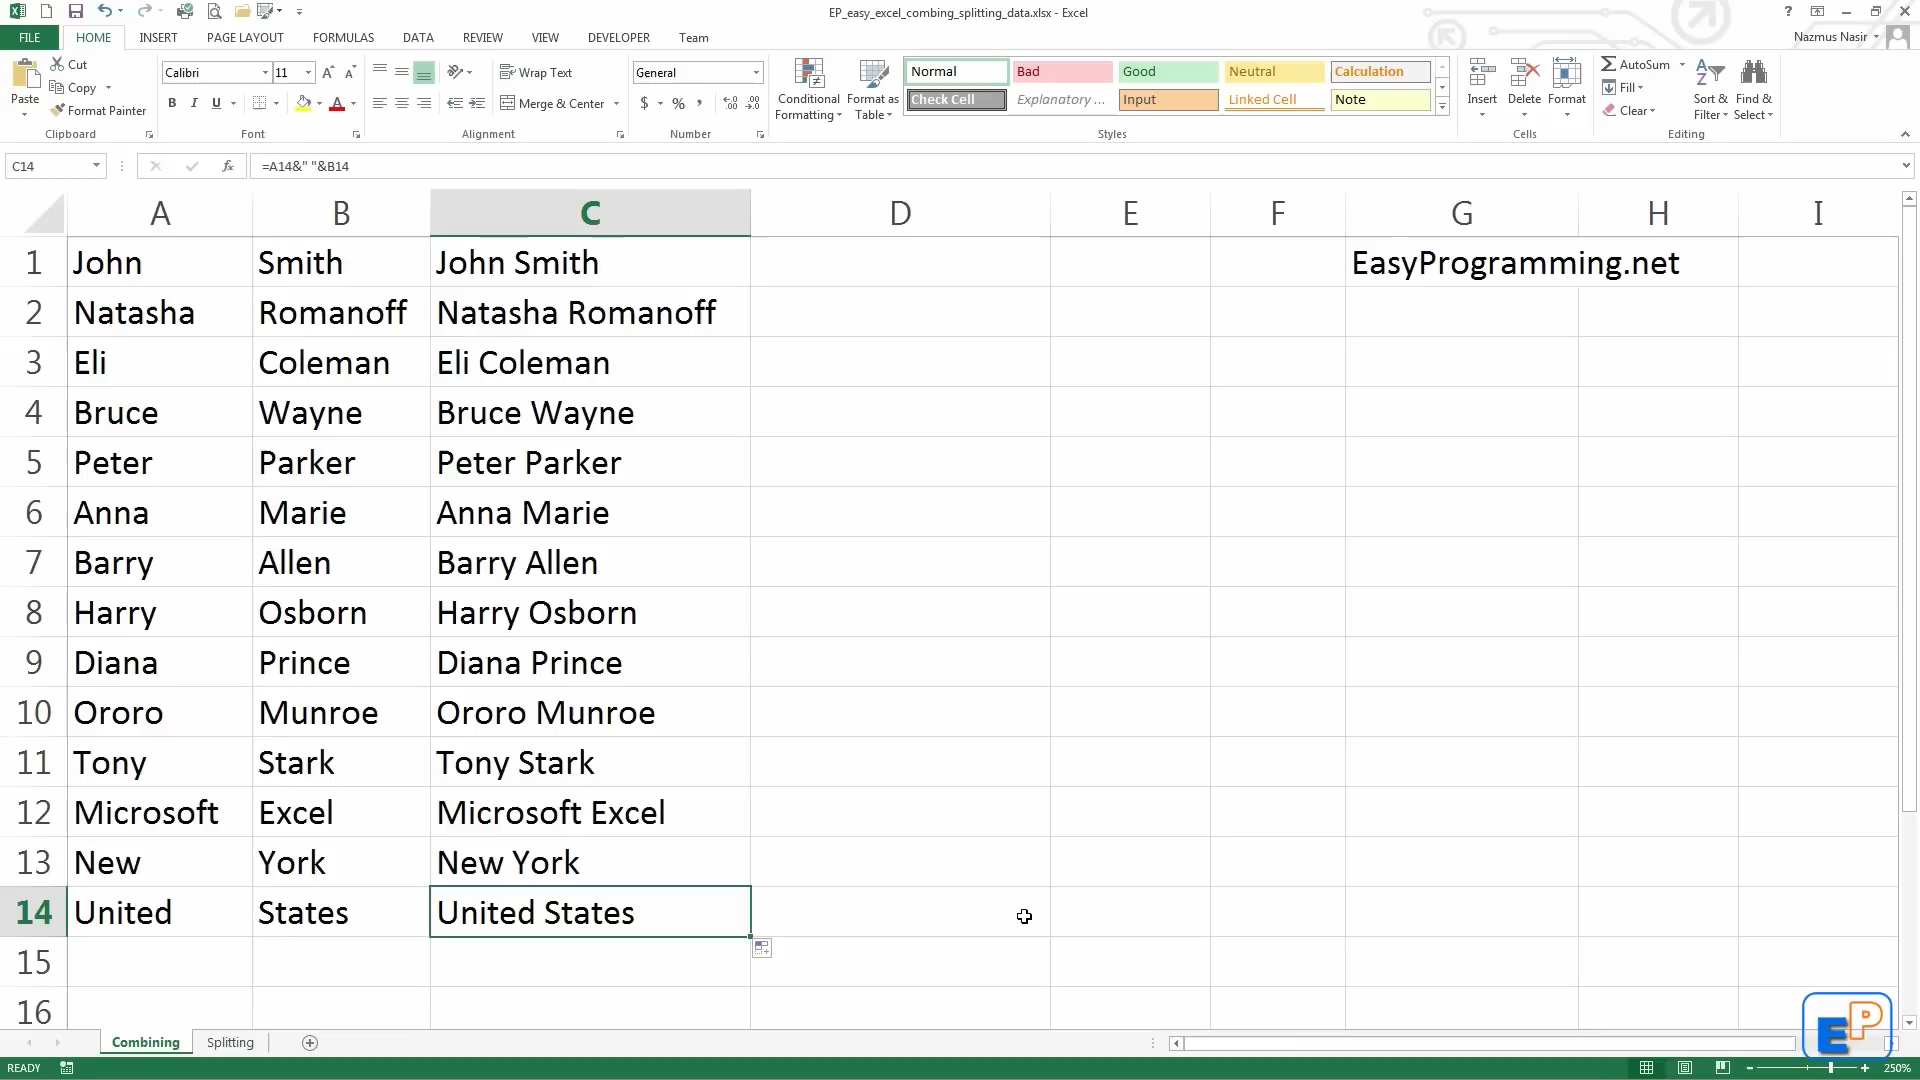 EP_easy_excel_combing_splitting_data.xlsx - Excel
FILE HOME INSERT PAGE LAYOUT FORMULAS DATA REVIEW VIEW DEVELOPER Team Nazmus Nasir
Cut Calibri 11 Wrap Text General Normal Bad Good Neutral Calculation AutoSum
Paste Copy Conditional Formatting Format as Table Insert Delete Format Fill Sort & Filter Find & Select
Format Painter B I U Merge & Center $ % Check Cell Explanatory ... Input Linked Cell Note Clear
Clipboard Font Alignment Number Styles Cells Editing
C14 fx =A14&" "&B14
A B C D E F G H I
1 John Smith John Smith EasyProgramming.net
2 Natasha Romanoff Natasha Romanoff
3 Eli Coleman Eli Coleman
4 Bruce Wayne Bruce Wayne
5 Peter Parker Peter Parker
6 Anna Marie Anna Marie
7 Barry Allen Barry Allen
8 Harry Osborn Harry Osborn
9 Diana Prince Diana Prince
10 Ororo Munroe Ororo Munroe
11 Tony Stark Tony Stark
12 Microsoft Excel Microsoft Excel
13 New York New York
14 United States United States
15
16
Combining Splitting
EP
READY 250%